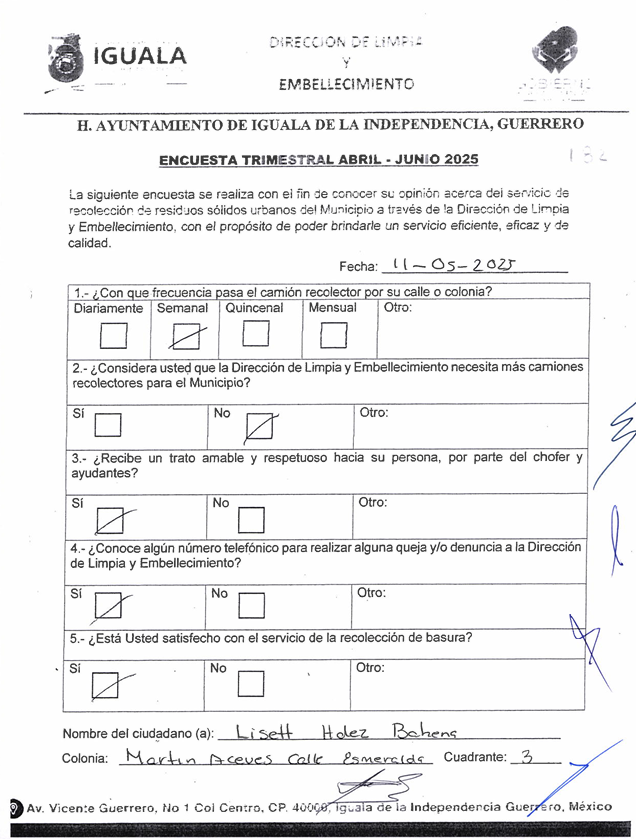 IGUALA
DIRECCIÓN DE LIMPIA
Y
EMBELLECIMIENTO
GOBIERNO
H. AYUNTAMIENTO DE IGUALA DE LA INDEPENDENCIA, GUERRERO
ENCUESTA TRIMESTRAL ABRIL - JUNIO 2025
182
La siguiente encuesta se realiza con el fin de conocer su opinión acerca del servicio de
recolección de residuos sólidos urbanos del Municipio a través de la Dirección de Limpia
y Embellecimiento, con el propósito de poder brindarle un servicio eficiente, eficaz y de
calidad.
Fecha: 11-05-2025
1.- ¿Con que frecuencia pasa el camión recolector por su calle o colonia?
Diariamente Semanal Quincenal Mensual Otro:
2.- ¿Considera usted que la Dirección de Limpia y Embellecimiento necesita más camiones
recolectores para el Municipio?
Sí No Otro:
3.- ¿Recibe un trato amable y respetuoso hacia su persona, por parte del chofer y
ayudantes?
Sí No Otro:
4.- ¿Conoce algún número telefónico para realizar alguna queja y/o denuncia a la Dirección
de Limpia y Embellecimiento?
Sí No Otro:
5.- ¿Está Usted satisfecho con el servicio de la recolección de basura?
Sí No Otro:
Nombre del ciudadano (a): Lisett Bahena
Colonia: Martin Aceves Calle Esmeralda Cuadrante: 3
Av. Vicente Guerrero, No 1 Col Centro, CP. 40000, Iguala de la Independencia Guerrero, México